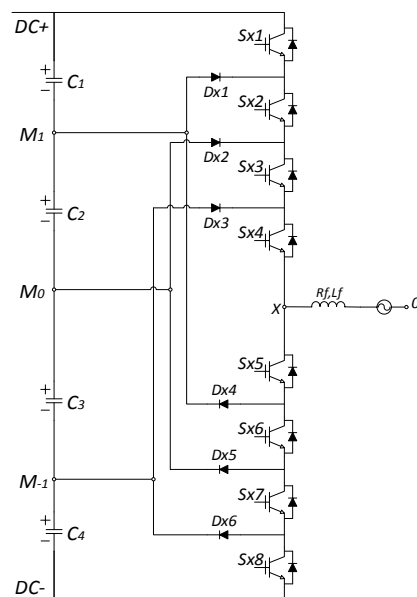 DC+
Sx1
+
C1
−
Dx1
Sx2
M1
Dx2
Sx3
+
C2
−
Dx3
Sx4
M0
X
Rf,Lf
0
Sx5
+
C3
−
Dx4
Sx6
Dx5
M-1
Sx7
+
C4
−
Dx6
Sx8
DC-